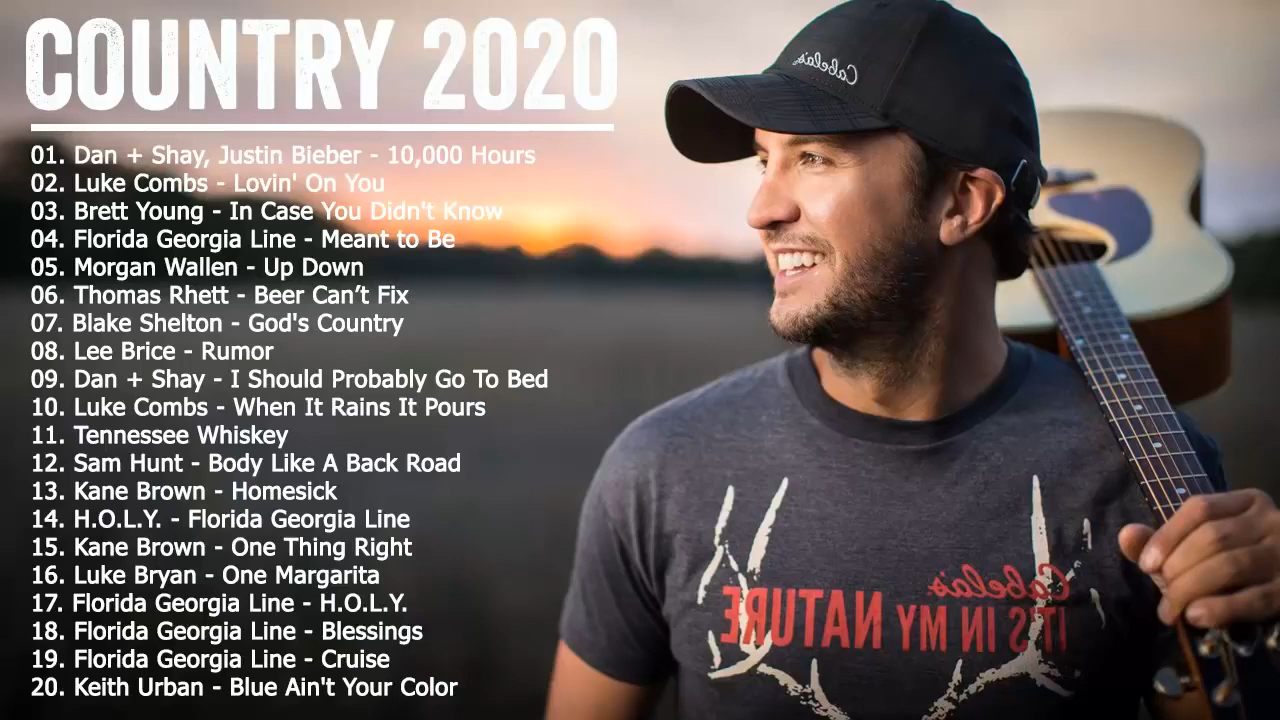 COUNTRY 2020
01. Dan + Shay, Justin Bieber - 10,000 Hours
02. Luke Combs - Lovin' On You
03. Brett Young - In Case You Didn't Know
04. Florida Georgia Line - Meant to Be
05. Morgan Wallen - Up Down
06. Thomas Rhett - Beer Can’t Fix
07. Blake Shelton - God's Country
08. Lee Brice - Rumor
09. Dan + Shay - I Should Probably Go To Bed
10. Luke Combs - When It Rains It Pours
11. Tennessee Whiskey
12. Sam Hunt - Body Like A Back Road
13. Kane Brown - Homesick
14. H.O.L.Y. - Florida Georgia Line
15. Kane Brown - One Thing Right
16. Luke Bryan - One Margarita
17. Florida Georgia Line - H.O.L.Y.
18. Florida Georgia Line - Blessings
19. Florida Georgia Line - Cruise
20. Keith Urban - Blue Ain't Your Color
Cabela's
Cabela's
IT'S IN MY NATURE